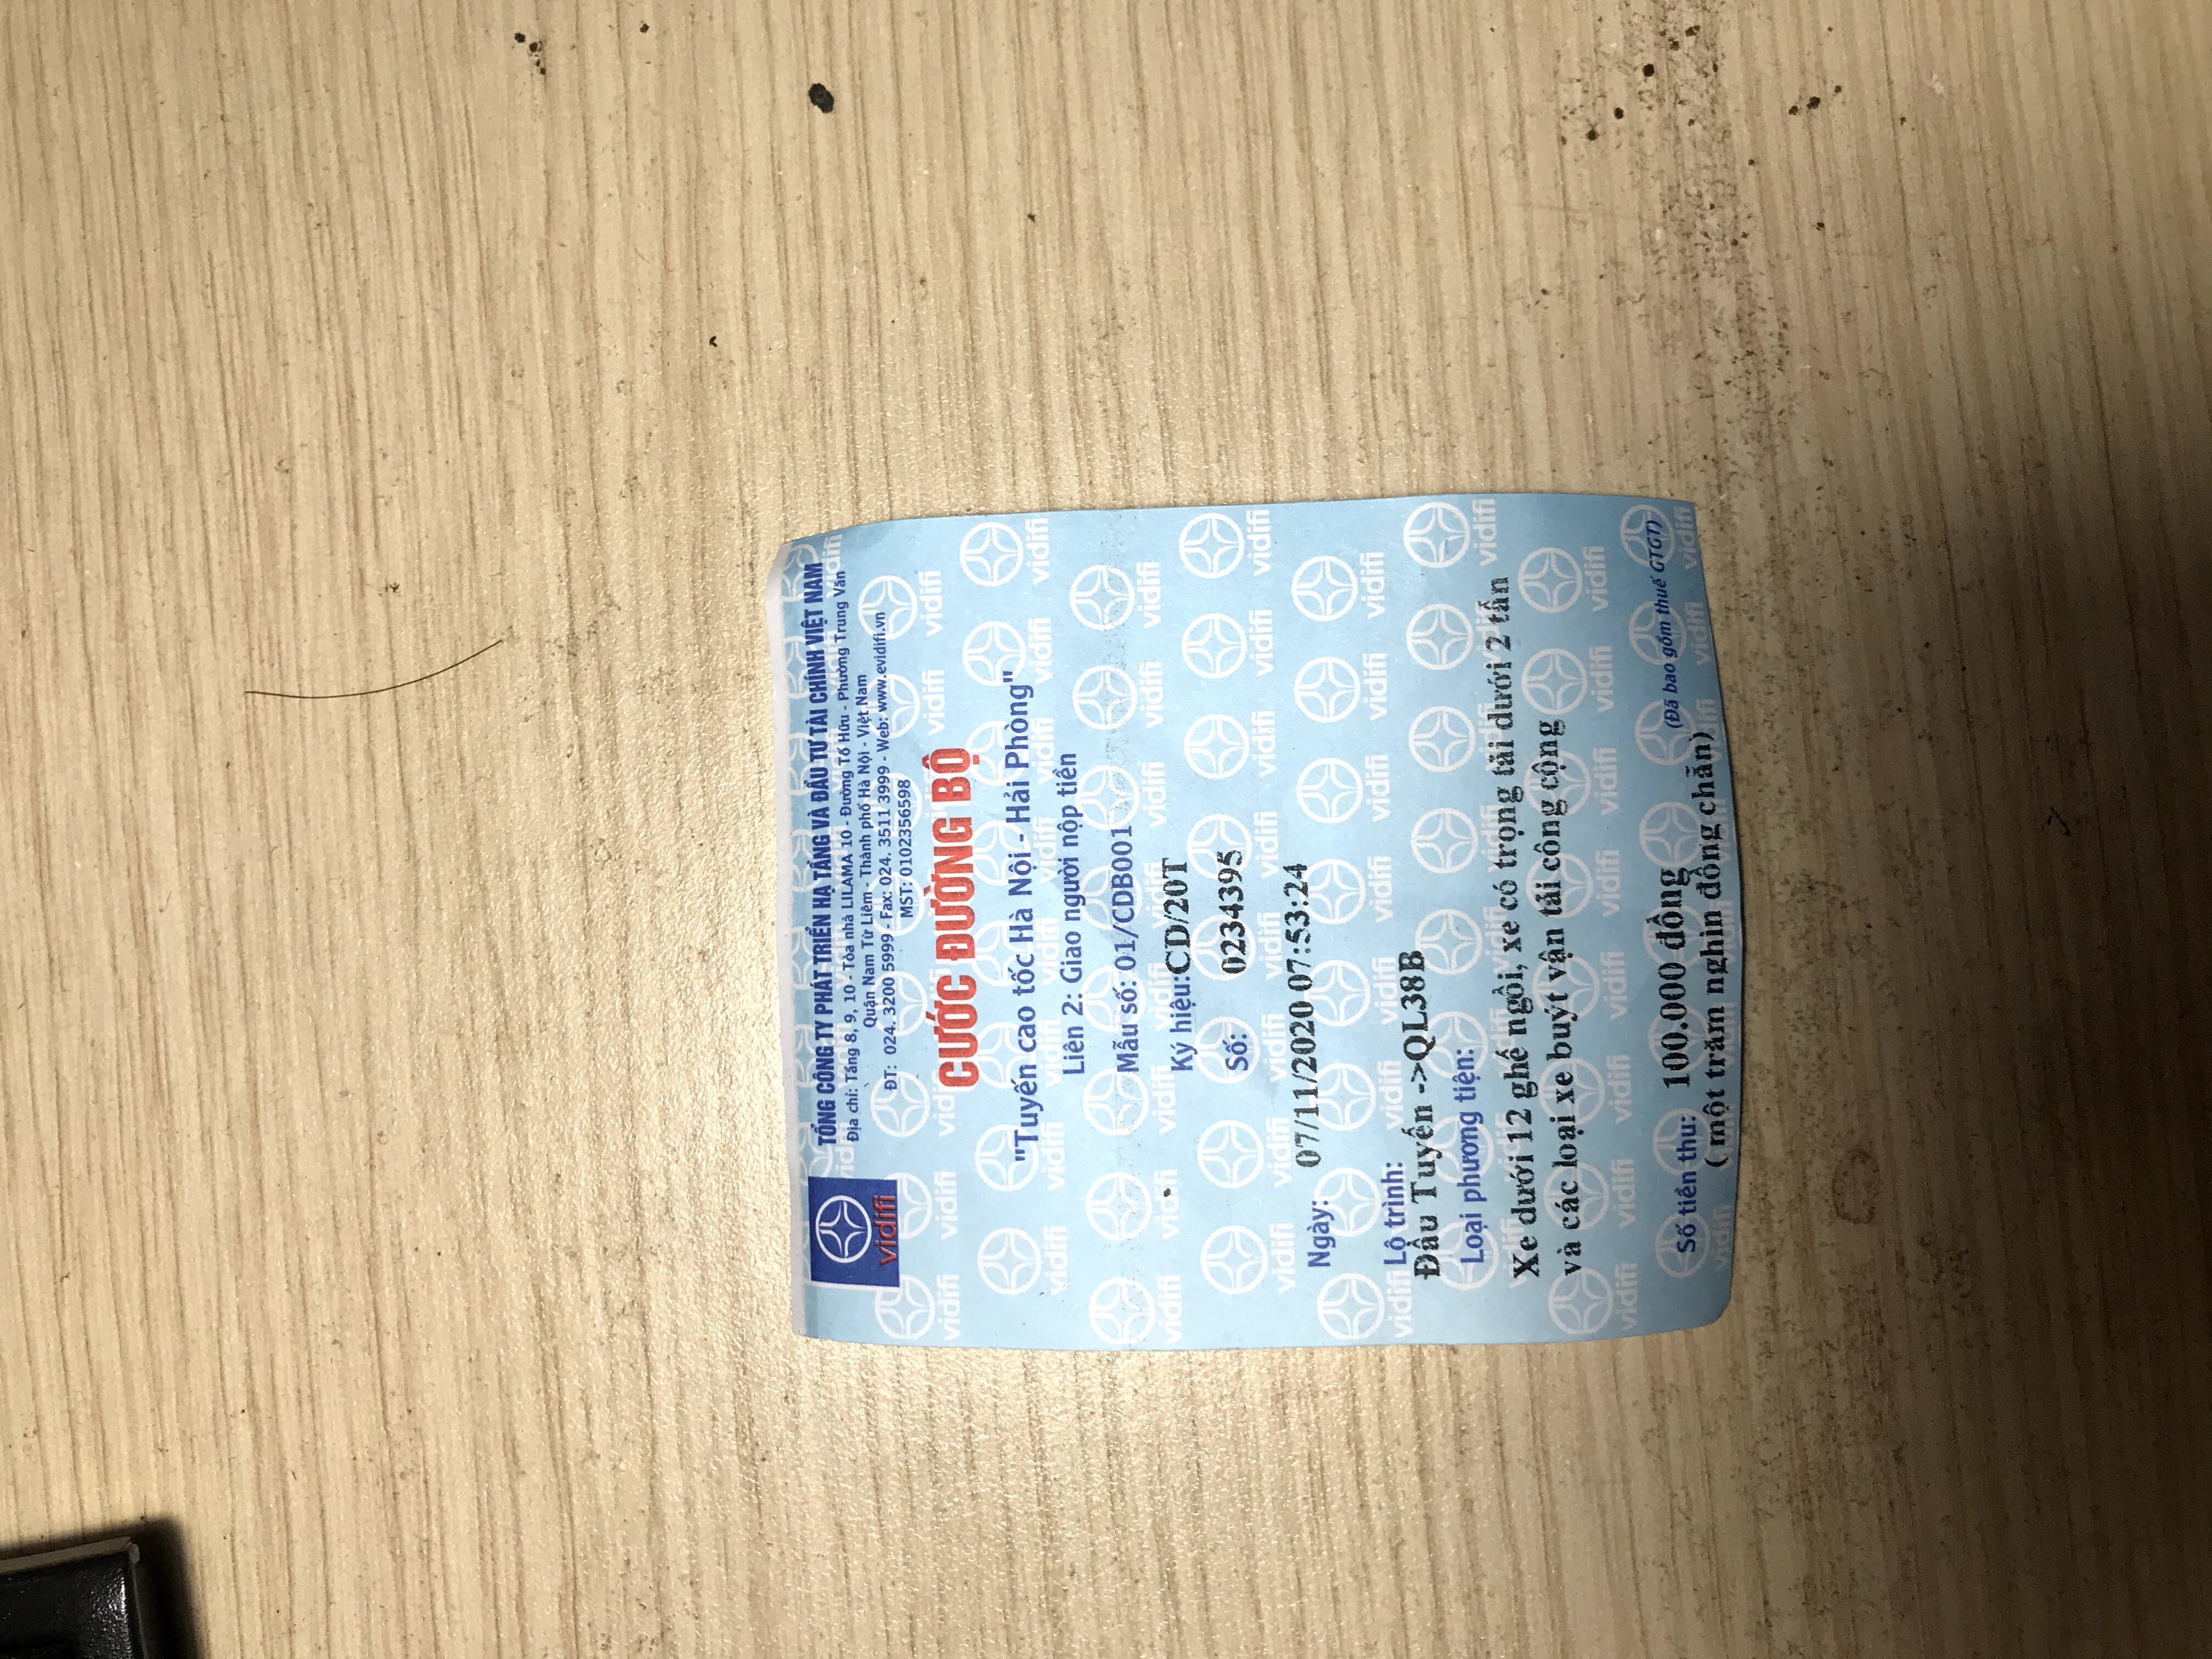 vidifi
TỔNG CÔNG TY PHÁT TRIỂN HẠ TẦNG VÀ ĐẦU TƯ TÀI CHÍNH VIỆT NAM
Địa chỉ: Tầng 8, 9, 10 - Tòa nhà LILAMA 10 - Đường Tố Hữu - Phường Trung Văn
Quận Nam Từ Liêm - Thành phố Hà Nội - Việt Nam
ĐT: 024. 3200 5999 - Fax: 024. 3511 3999 - Web: www.evidifi.vn
MST: 0102356598
CƯỚC ĐƯỜNG BỘ
"Tuyến cao tốc Hà Nội - Hải Phòng"
Liên 2: Giao người nộp tiền
Mẫu số: 01/CDB001
Ký hiệu: CD/20T
Số: 0234395
Ngày: 07/11/2020 07:53:24
Lộ trình:
Đầu Tuyến ->QL38B
Loại phương tiện:
Xe dưới 12 ghế ngồi, xe có trọng tải dưới 2 tấn
và các loại xe buýt vận tải công cộng
Số tiền thu: 100.000 đồng (Đã bao gồm thuế GTGT)
( một trăm nghìn đồng chẵn)